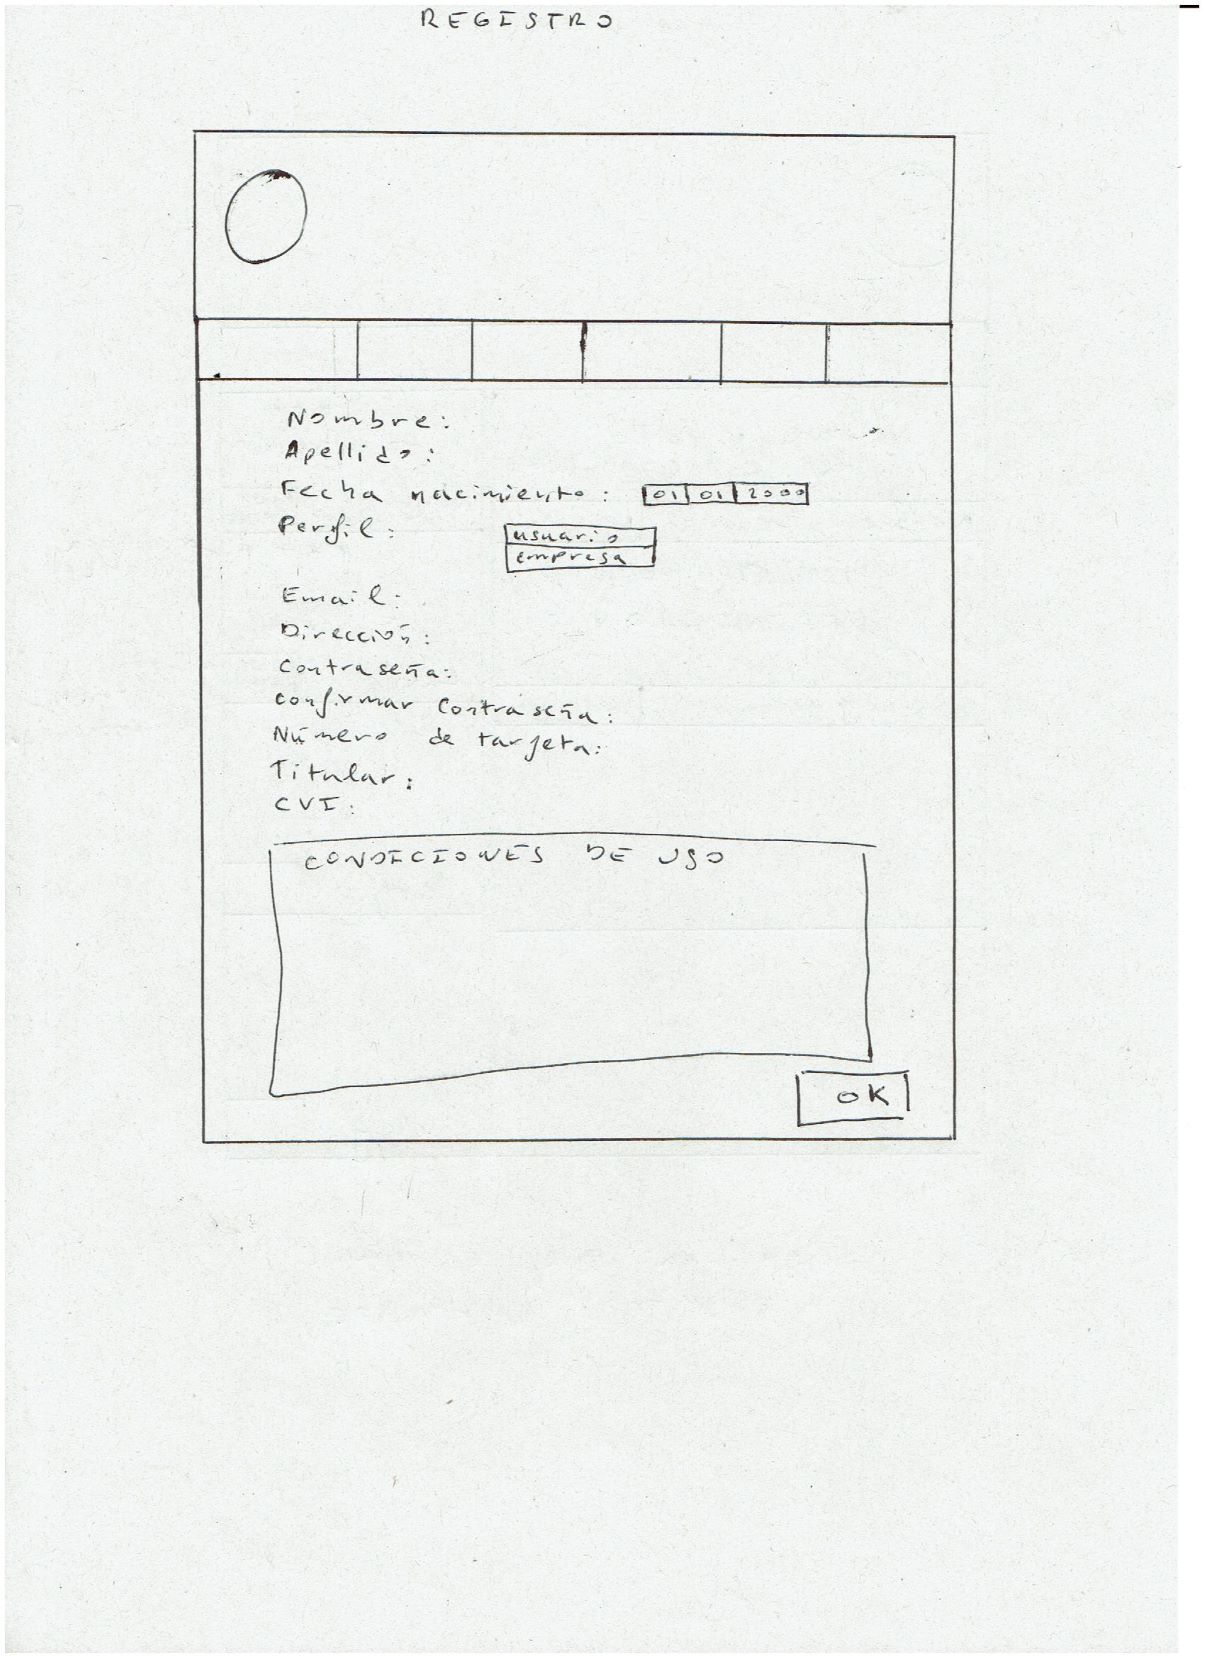 REGISTRO
Nombre:
Apellido:
Fecha nacimiento: 01 01 2000
Perfil: usuario
empresa
Email:
Dirección:
Contraseña:
Confirmar contraseña:
Número de tarjeta:
Titular:
CVI:
CONDICIONES DE USO
OK